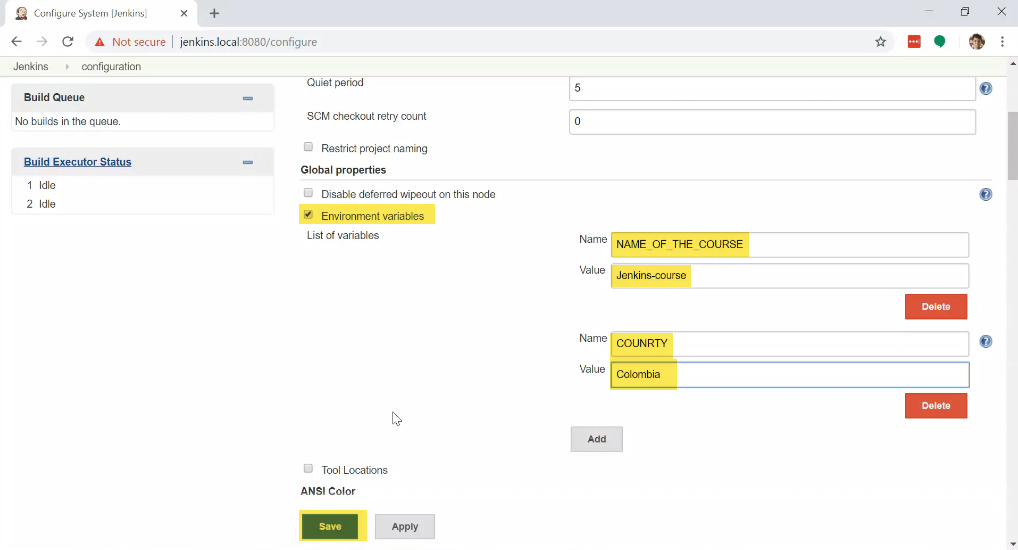 Configure System [Jenkins]
Not secure jenkins.local:8080/configure
Jenkins configuration
Build Queue
No builds in the queue.
Build Executor Status
1 Idle
2 Idle
Quiet period
5
SCM checkout retry count
0
Restrict project naming
Global properties
Disable deferred wipeout on this node
Environment variables
List of variables
Name NAME_OF_THE_COURSE
Value Jenkins-course
Delete
Name COUNRTY
Value Colombia
Delete
Add
Tool Locations
ANSI Color
Save Apply